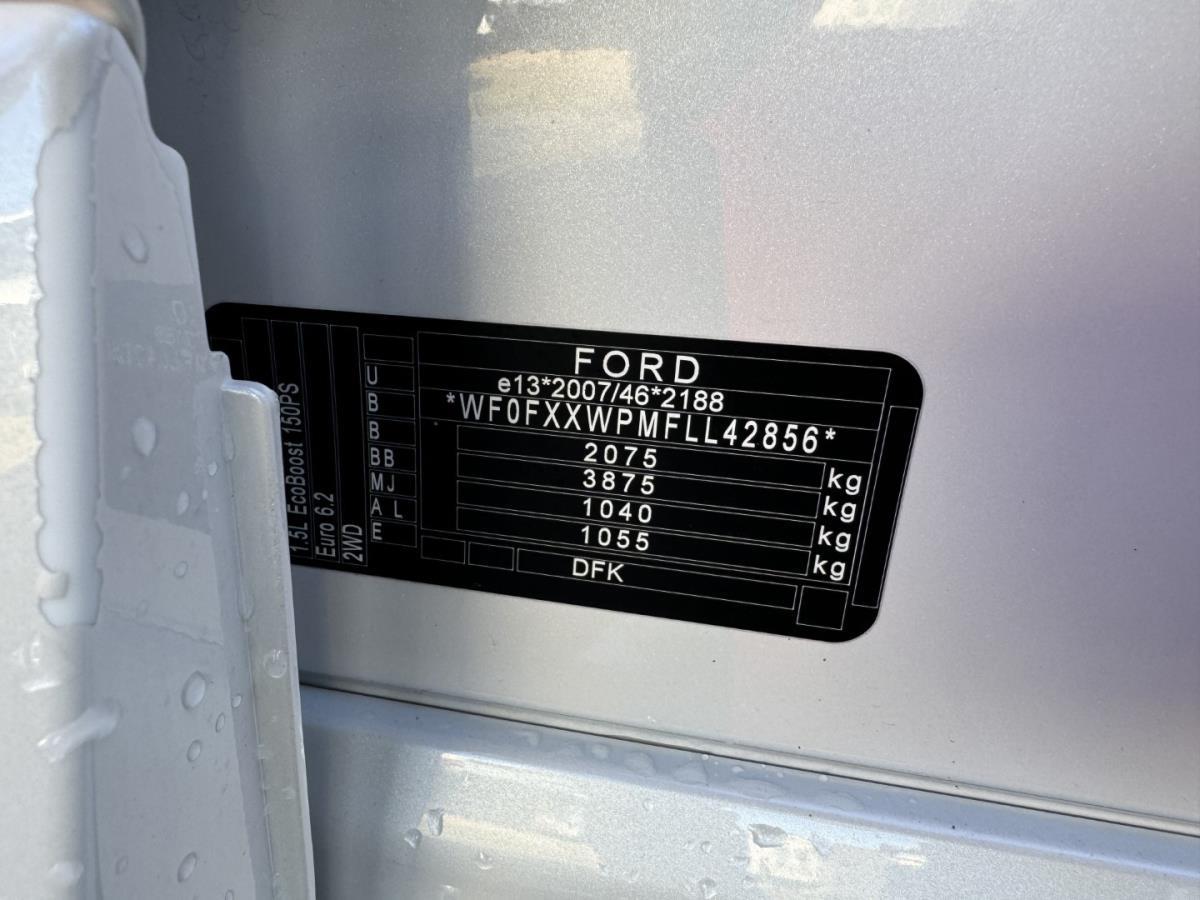 FORD
e13*2007/46*2188
*WF0FXXWPMFLL42856*
2075 kg
3875 kg
1040 kg
1055 kg
DFK
U
B
B
BB
MJ
A L
E
1.5L EcoBoost 150PS
Euro 6.2
2WD